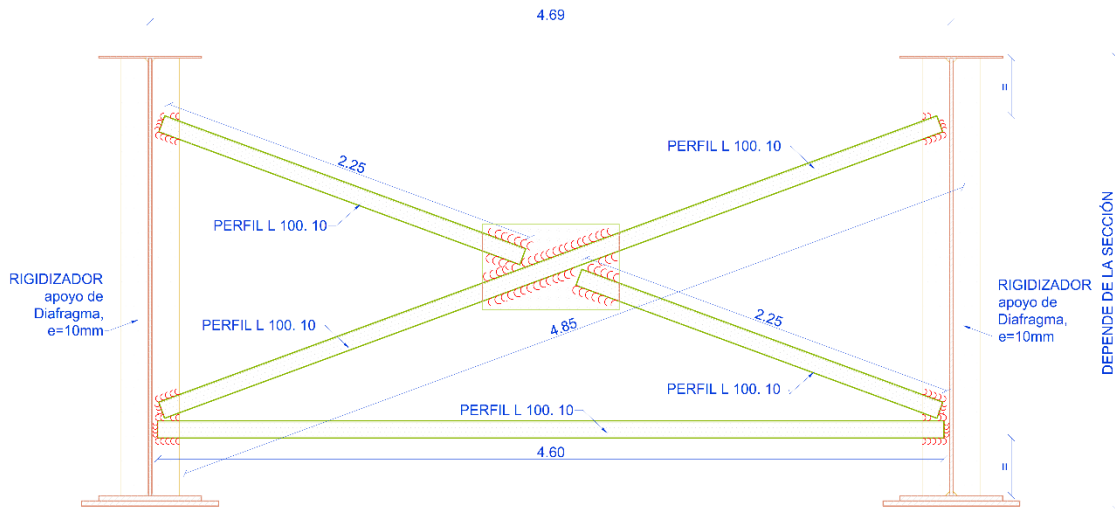 4.69
PERFIL L 100. 10
2.25
PERFIL L 100. 10
=
RIGIDIZADOR
apoyo de
Diafragma,
e=10mm
RIGIDIZADOR
apoyo de
Diafragma,
e=10mm
DEPENDE DE LA SECCIÓN
PERFIL L 100. 10
4.85
2.25
PERFIL L 100. 10
PERFIL L 100. 10
4.60
=